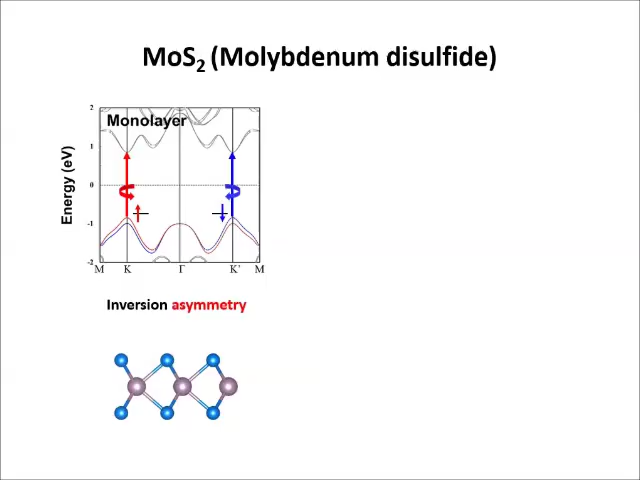 MoS₂ (Molybdenum disulfide)
Monolayer
Energy (eV)
2
1
0
-1
-2
M K Γ K' M
Inversion asymmetry